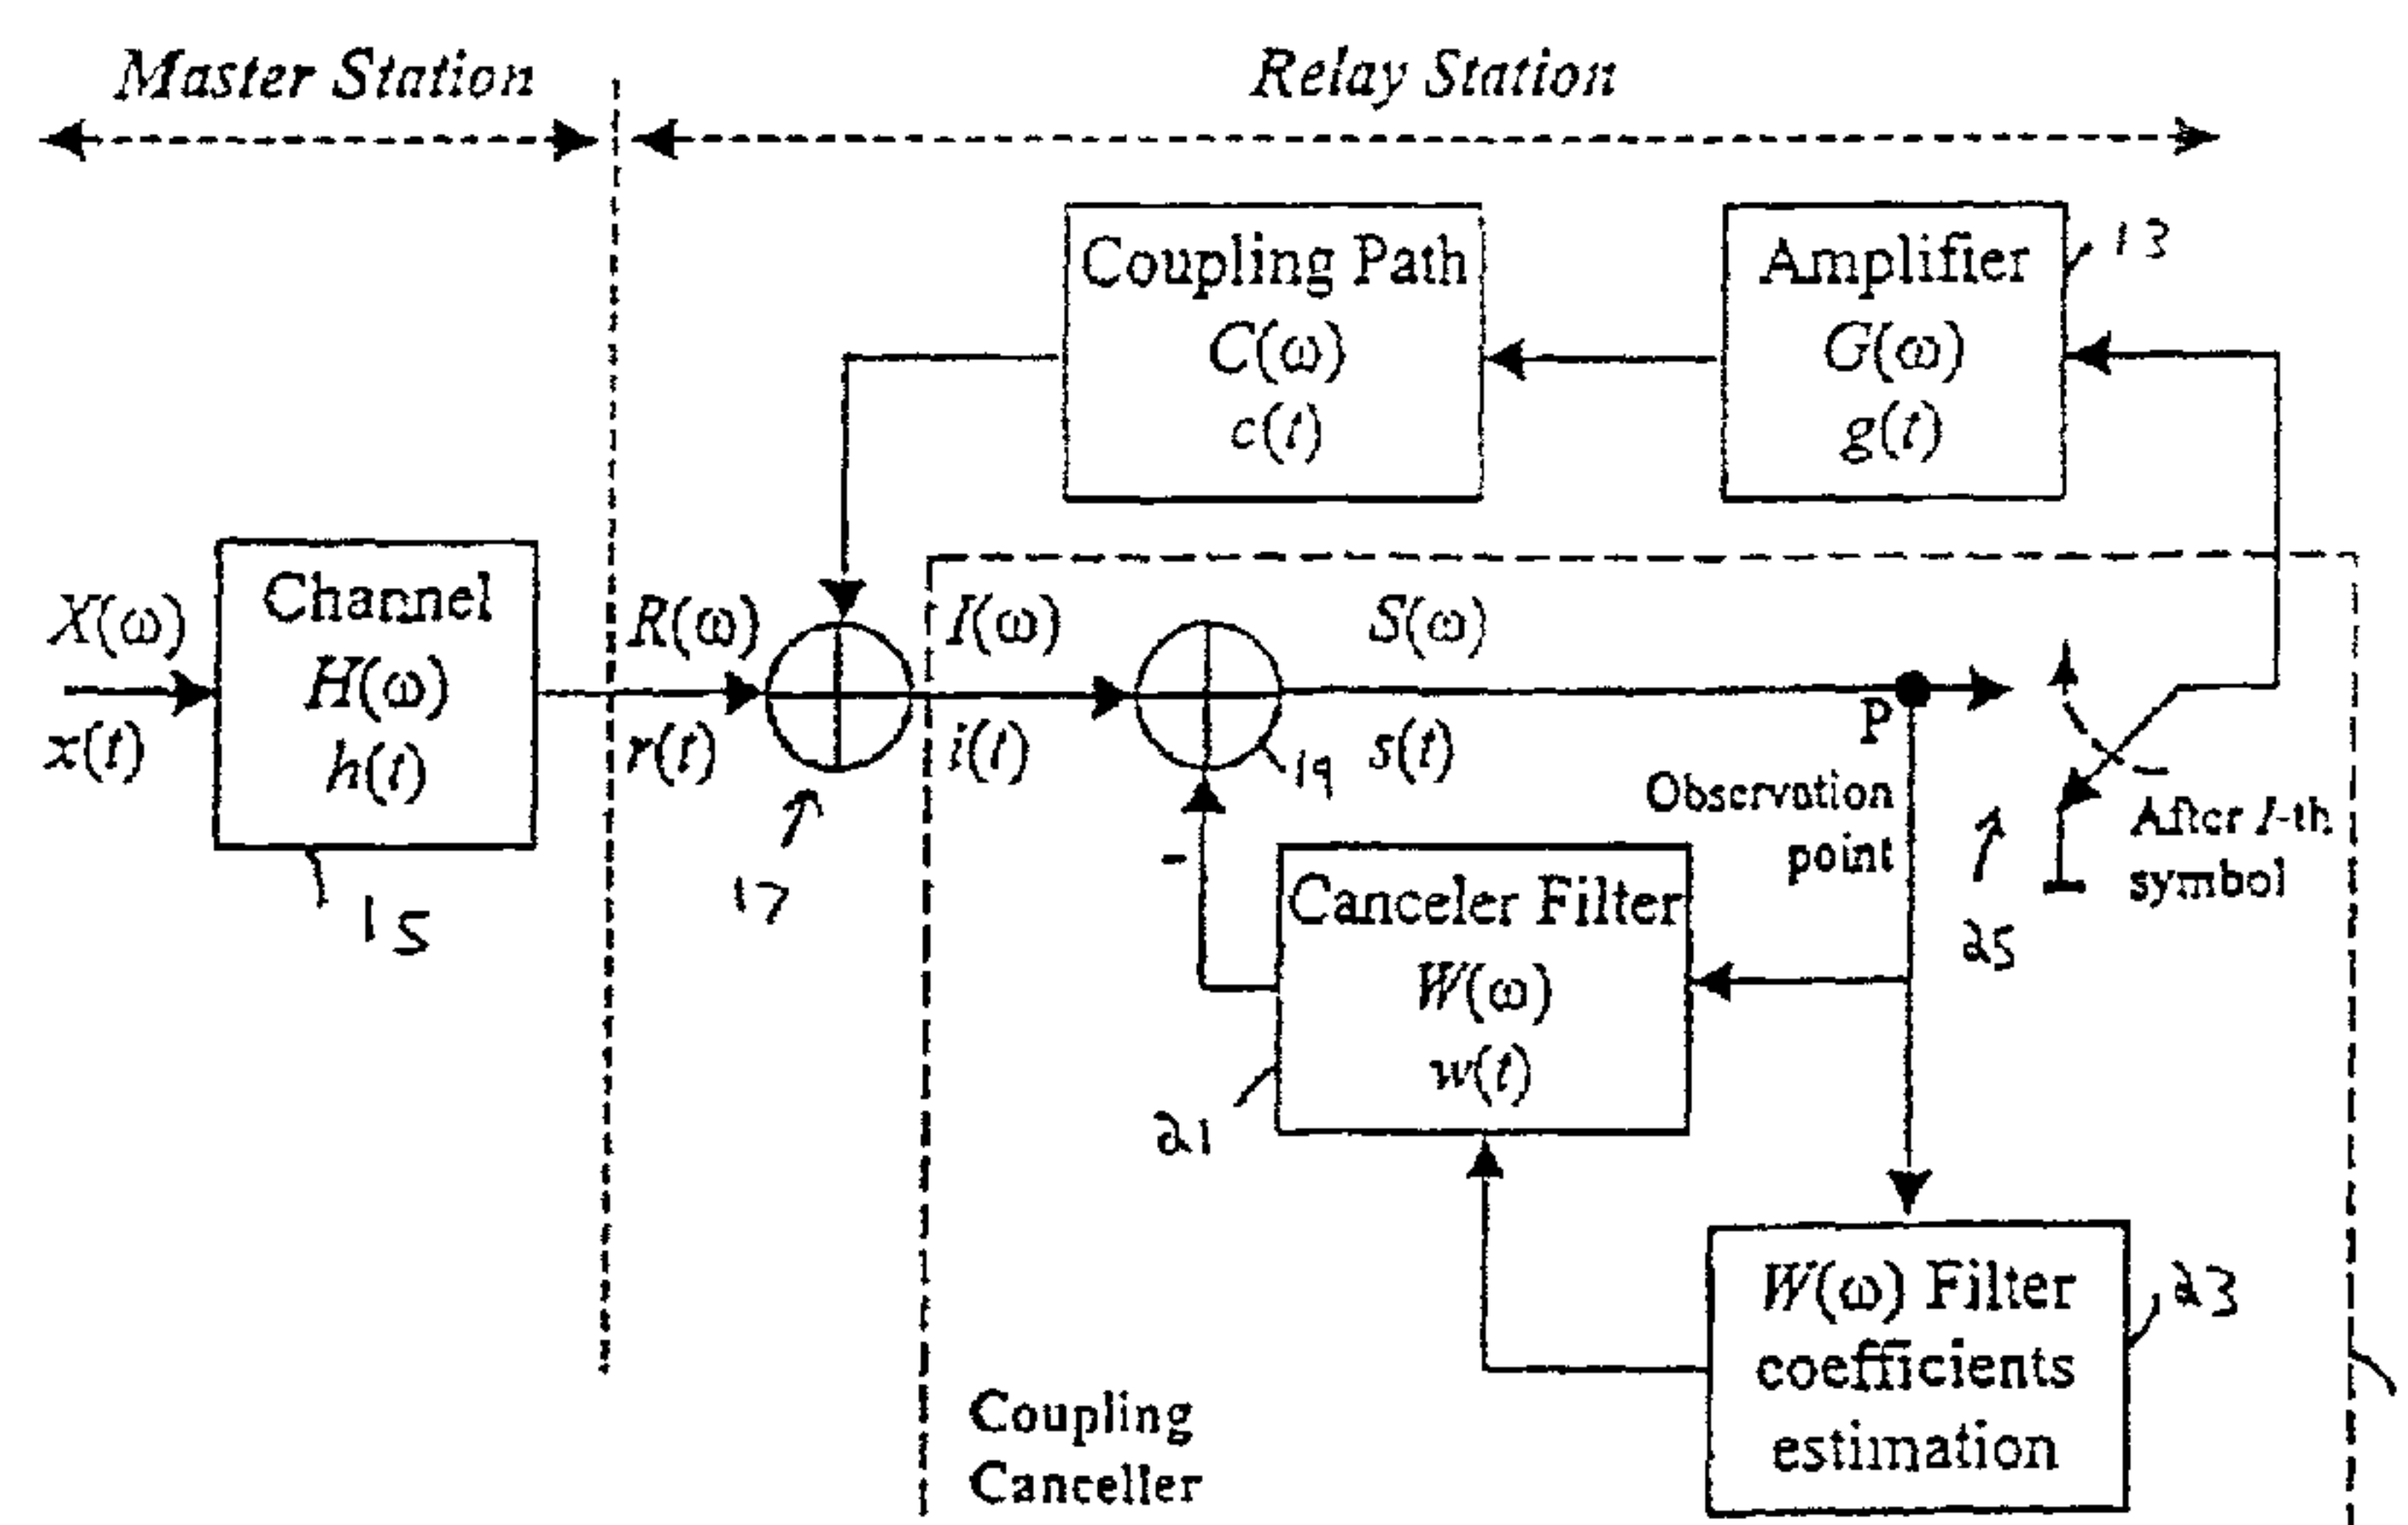 Master Station
Relay Station
Coupling Path
C(ω)
c(t)
Amplifier
G(ω)
g(t)
13
X(ω)
x(t)
Channel
H(ω)
h(t)
15
R(ω)
r(t)
17
I(ω)
i(t)
19
S(ω)
s(t)
P
Observation
point
After l-th
symbol
25
-
Canceler Filter
W(ω)
w(t)
21
W(ω) Filter
coefficients
estimation
23
Coupling
Canceller